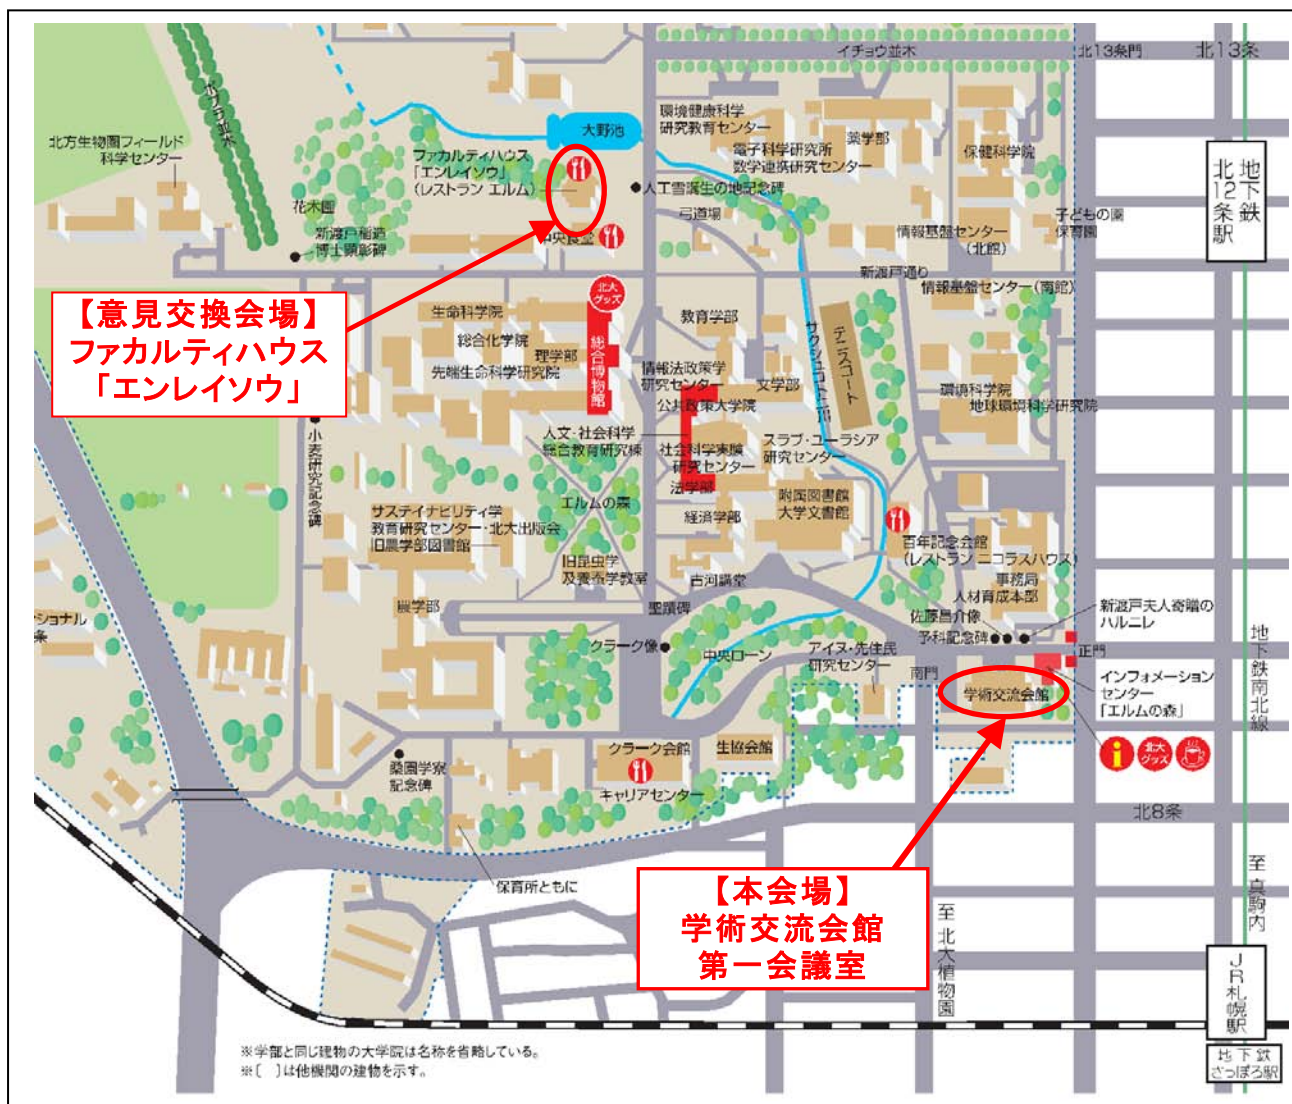 イチョウ並木
北13条門
北13条
ポプラ並木
大野池
環境健康科学
研究教育センター
薬学部
電子科学研究所
数学連携研究センター
保健科学院
北方生物圏フィールド
科学センター
ファカルティハウス
「エンレイソウ」
(レストラン エルム)
人工雪誕生の地記念碑
地下鉄
北12条駅
花木園
弓道場
子どもの園
保育園
新渡戸稲造
博士顕彰碑
中央食堂
情報基盤センター
(北館)
新渡戸通り
情報基盤センター(南館)
北大
グッズ
【意見交換会場】
ファカルティハウス
「エンレイソウ」
生命科学院
総合化学院
理学部
先端生命科学研究院
総合博物館
教育学部
サクシュコトニ川
テニスコート
情報法政策学
研究センター
文学部
公共政策大学院
環境科学院
地球環境科学研究院
小麦研究記念碑
人文・社会科学
総合教育研究棟
社会科学実験
研究センター
スラブ・ユーラシア
研究センター
法学部
エルムの森
附属図書館
大学文書館
経済学部
サステイナビリティ学
教育研究センター・北大出版会
旧農学部図書館
百年記念会館
(レストラン ニコラスハウス)
旧昆虫学
及養蚕学教室
古河講堂
事務局
人材育成本部
農学部
聖蹟碑
佐藤昌介像
新渡戸夫人寄贈の
ハルニレ
予科記念碑
ショナル
クラーク像
中央ローン
アイヌ・先住民
研究センター
南門
正門
地下鉄南北線
学術交流会館
インフォメーション
センター
「エルムの森」
i
北大
グッズ
桑園学寮
記念碑
クラーク会館
生協会館
キャリアセンター
北8条
保育所ともに
【本会場】
学術交流会館
第一会議室
至 北大植物園
至 真駒内
JR札幌駅
地下鉄
さっぽろ駅
※学部と同じ建物の大学院は名称を省略している。
※〔 〕は他機関の建物を示す。